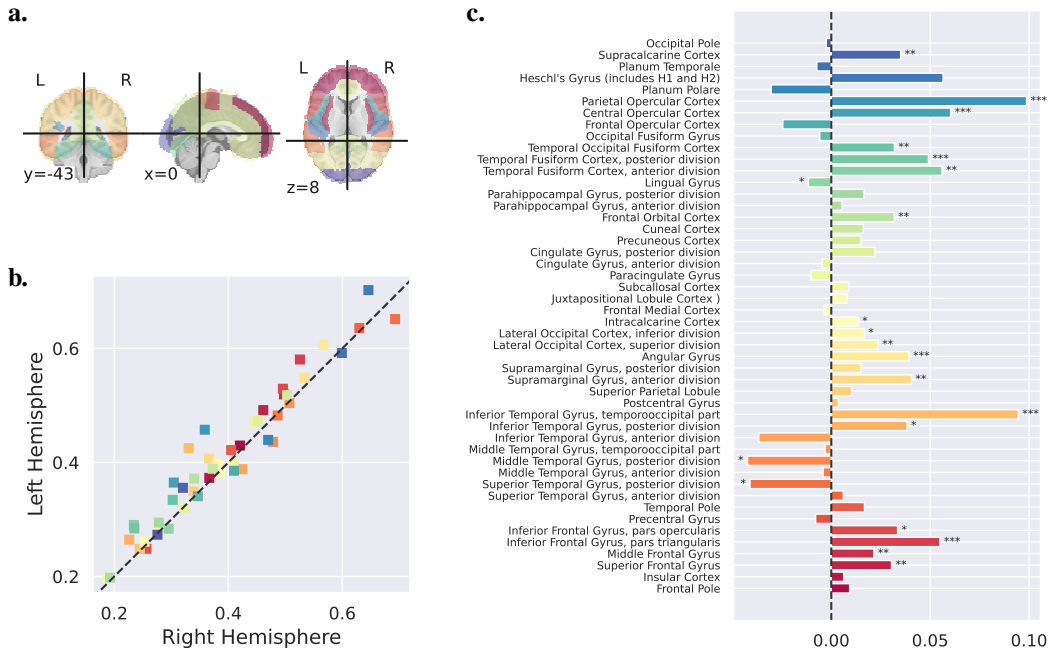 a.
L R
y=-43
x=0
L R
z=8
b.
Left Hemisphere
0.6
0.4
0.2
0.2 0.4 0.6
Right Hemisphere
c.
Occipital Pole
Supracalcarine Cortex **
Planum Temporale
Heschl's Gyrus (includes H1 and H2)
Planum Polare
Parietal Opercular Cortex ***
Central Opercular Cortex ***
Frontal Opercular Cortex
Occipital Fusiform Gyrus
Temporal Occipital Fusiform Cortex **
Temporal Fusiform Cortex, posterior division ***
Temporal Fusiform Cortex, anterior division **
Lingual Gyrus *
Parahippocampal Gyrus, posterior division
Parahippocampal Gyrus, anterior division
Frontal Orbital Cortex **
Cuneal Cortex
Precuneous Cortex
Cingulate Gyrus, posterior division
Cingulate Gyrus, anterior division
Paracingulate Gyrus
Subcallosal Cortex
Juxtapositional Lobule Cortex )
Frontal Medial Cortex
Intracalcarine Cortex *
Lateral Occipital Cortex, inferior division *
Lateral Occipital Cortex, superior division **
Angular Gyrus ***
Supramarginal Gyrus, posterior division
Supramarginal Gyrus, anterior division **
Superior Parietal Lobule
Postcentral Gyrus
Inferior Temporal Gyrus, temporooccipital part ***
Inferior Temporal Gyrus, posterior division *
Inferior Temporal Gyrus, anterior division
Middle Temporal Gyrus, temporooccipital part
Middle Temporal Gyrus, posterior division *
Middle Temporal Gyrus, anterior division
Superior Temporal Gyrus, posterior division *
Superior Temporal Gyrus, anterior division
Temporal Pole
Precentral Gyrus
Inferior Frontal Gyrus, pars opercularis *
Inferior Frontal Gyrus, pars triangularis ***
Middle Frontal Gyrus **
Superior Frontal Gyrus **
Insular Cortex
Frontal Pole
0.00 0.05 0.10